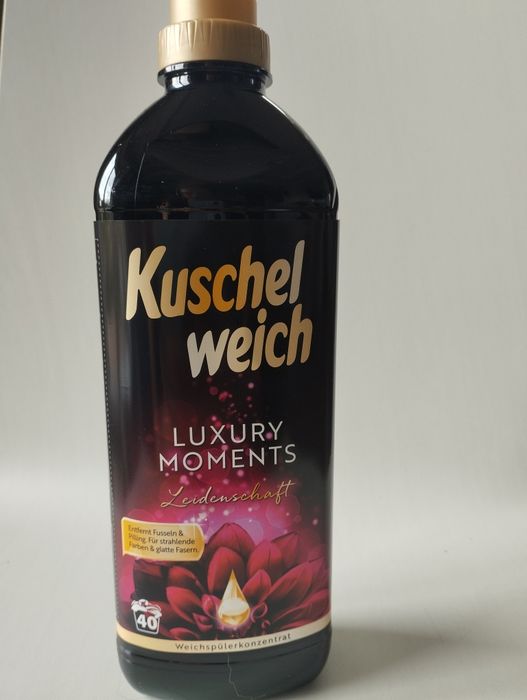 Kuschel
weich
LUXURY
MOMENTS
Leidenschaft
Entfernt Fusseln &
Pilling. Für strahlende
Farben & glatte Fasern.
40
Weichspülerkonzentrat